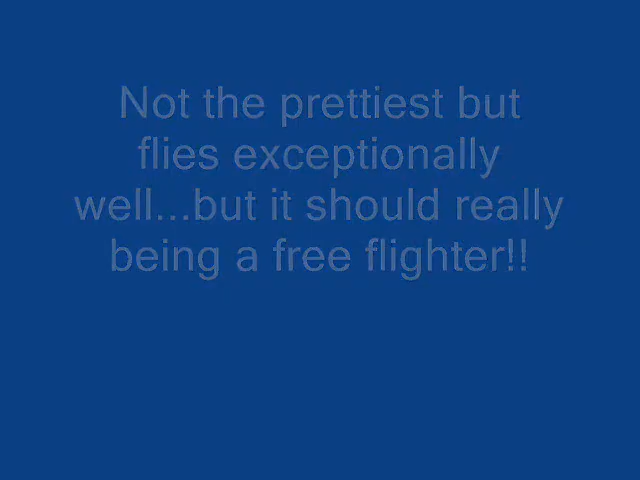 Not the prettiest but
flies exceptionally
well...but it should really
being a free flighter!!